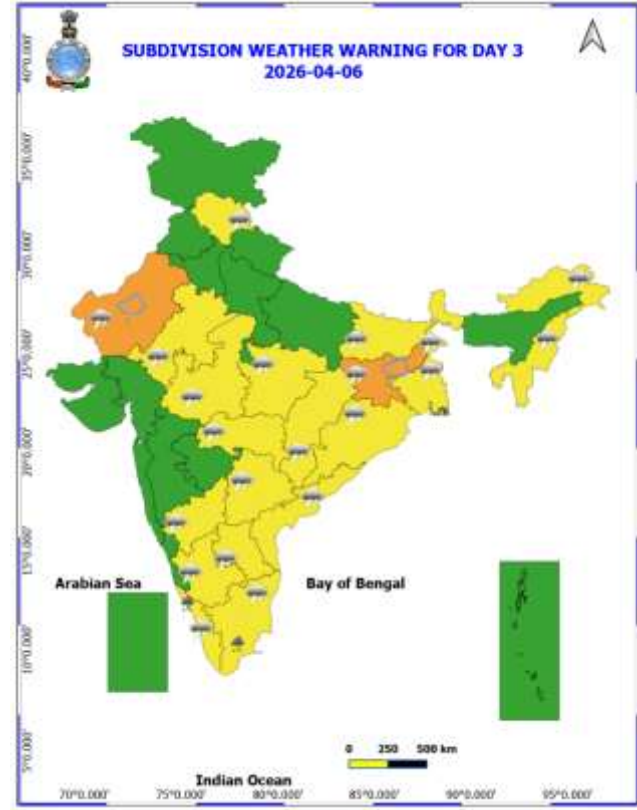 SUBDIVISION WEATHER WARNING FOR DAY 3
2026-04-06
40°0.000'
35°0.000'
30°0.000'
25°0.000'
20°0.000'
15°0.000'
10°0.000'
5°0.000'
Arabian Sea
Bay of Bengal
0 250 500 km
Indian Ocean
70°0.000' 75°0.000' 80°0.000' 85°0.000' 90°0.000' 95°0.000'